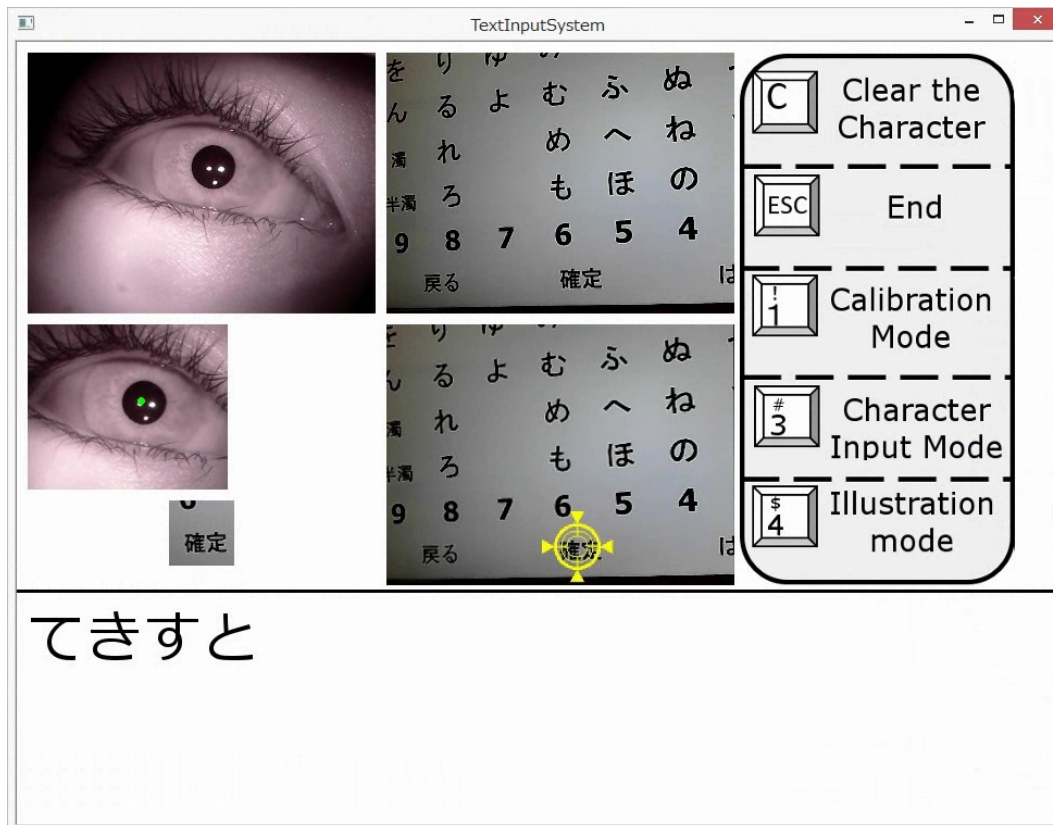 TextInputSystem
を り ゆ
ん る よ む ふ ぬ
濁 れ め へ ね
半濁 ろ も ほ の
9 8 7 6 5 4
戻る 確定 は
り ゆ
ん る よ む ふ ぬ
濁 れ め へ ね
半濁 ろ も ほ の
9 8 7 6 5 4
戻る 確定
確定
C Clear the
Character
ESC End
! 1 Calibration
Mode
# 3 Character
Input Mode
$ 4 Illustration
mode
てきすと